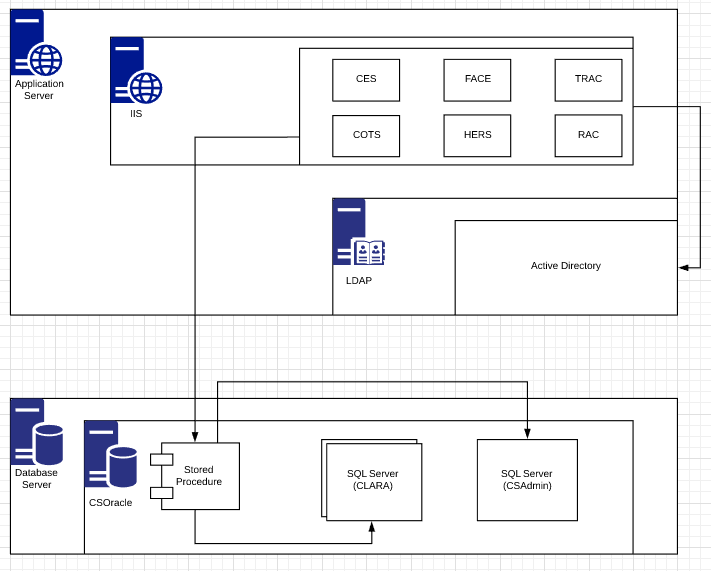 Application
Server
IIS
CES
FACE
TRAC
COTS
HERS
RAC
LDAP
Active Directory
Database
Server
CSOracle
Stored
Procedure
SQL Server
(CLARA)
SQL Server
(CSAdmin)